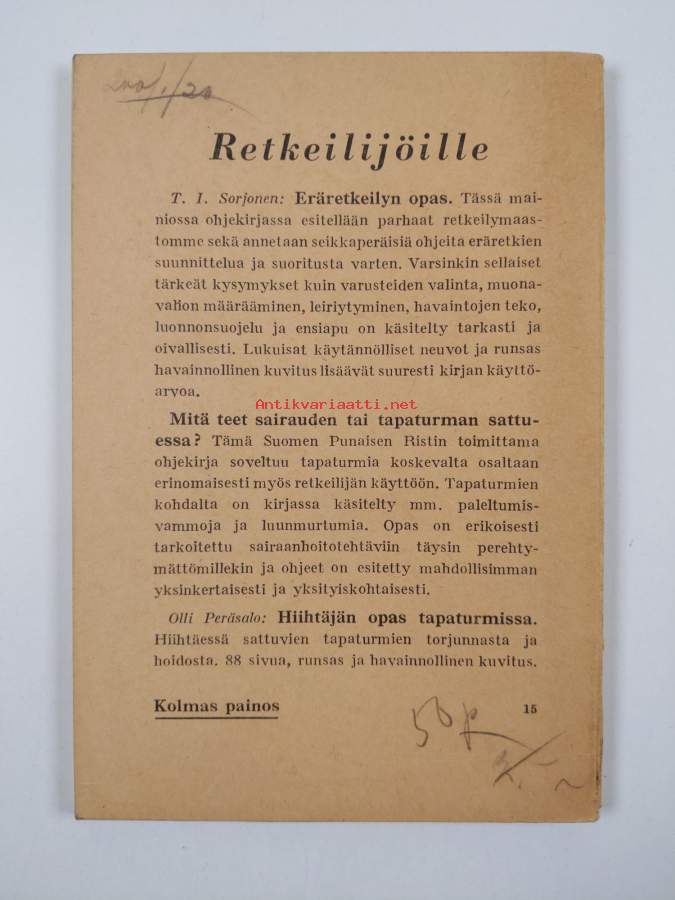 Retkeilijöille
T. I. Sorjonen: Eräretkeilyn opas. Tässä mai-
niossa ohjekirjassa esitellään parhaat retkeilymaas-
tomme sekä annetaan seikkaperäisiä ohjeita eräretkien
suunnittelua ja suoritusta varten. Varsinkin sellaiset
tärkeät kysymykset kuin varusteiden valinta, muona-
valion määrääminen, leiriytyminen, havaintojen teko,
luonnonsuojelu ja ensiapu on käsitelty tarkasti ja
oivallisesti. Lukuisat käytännölliset neuvot ja runsas
havainnollinen kuvitus lisäävät suuresti kirjan käyttö-
arvoa.
Antikvariaatti.net
Mitä teet sairauden tai tapaturman sattu-
essa? Tämä Suomen Punaisen Ristin toimittama
ohjekirja soveltuu tapaturmia koskevalta osaltaan
erinomaisesti myös retkeilijän käyttöön. Tapaturmien
kohdalta on kirjassa käsitelty mm. paleltumis-
vammoja ja luunmurtumia. Opas on erikoisesti
tarkoitettu sairaanhoitotehtäviin täysin perehty-
mättömillekin ja ohjeet on esitetty mahdollisimman
yksinkertaisesti ja yksityiskohtaisesti.
Olli Peräsalo: Hiihtäjän opas tapaturmissa.
Hiihtäessä sattuvien tapaturmien torjunnasta ja
hoidosta. 88 sivua, runsas ja havainnollinen kuvitus.
Kolmas painos 15
50p